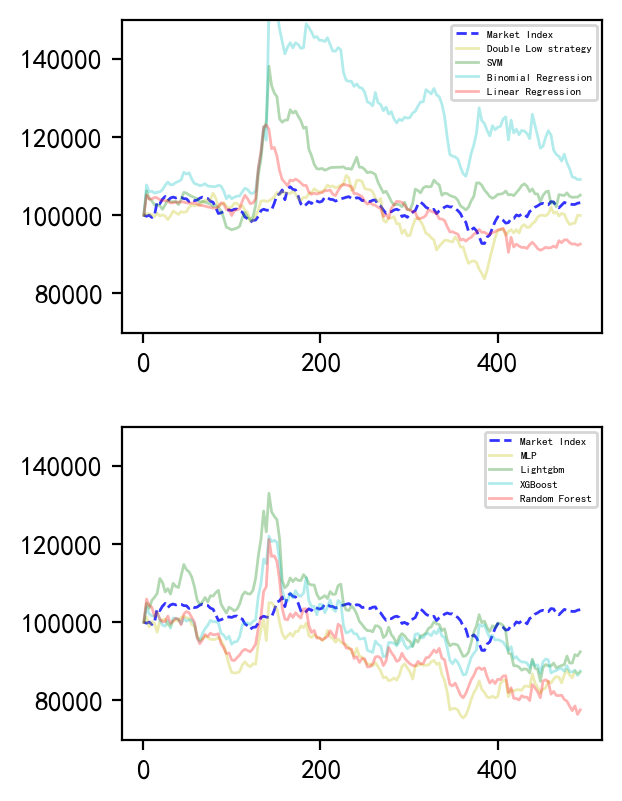 140000
120000
100000
80000
0
200
400
Market Index
Double Low strategy
SVM
Binomial Regression
Linear Regression
140000
120000
100000
80000
0
200
400
Market Index
MLP
Lightgbm
XGBoost
Random Forest